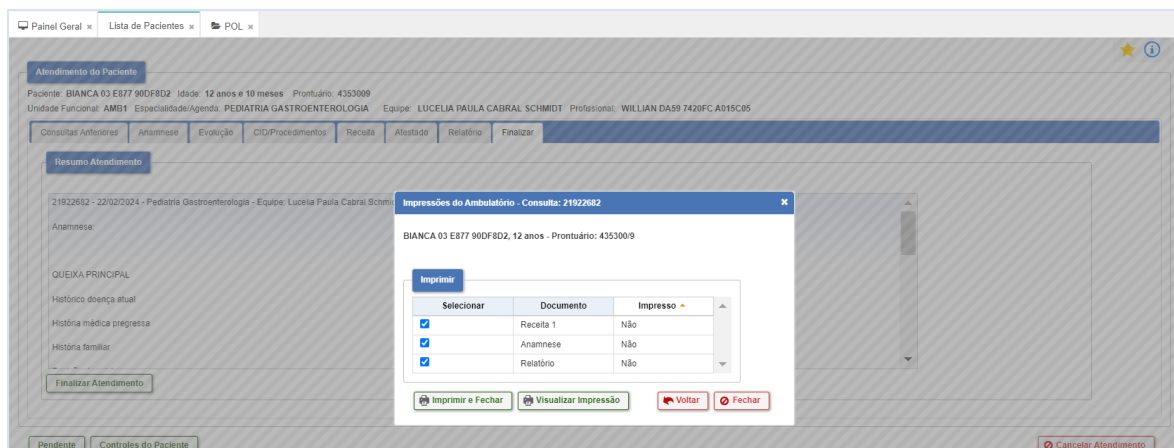 Painel Geral × Lista de Pacientes × POL ×
Atendimento do Paciente
Paciente: BIANCA 03 E877 90DF8D2 Idade: 12 anos e 10 meses Prontuário: 4353009
Unidade Funcional: AMB1 Especialidade/Agenda: PEDIATRIA GASTROENTEROLOGIA Equipe: LUCELIA PAULA CABRAL SCHMIDT Profissional: WILLIAN DA59 7420FC A015C05
Consultas Anteriores Anamnese Evolução CID/Procedimentos Receita Atestado Relatório Finalizar
Resumo Atendimento
21922682 - 22/02/2024 - Pediatria Gastroenterologia - Equipe: Lucelia Paula Cabral Schmi
Anamnese:
QUEIXA PRINCIPAL
Histórico doença atual
História médica pregressa
História familiar
Finalizar Atendimento
Impressões do Ambulatório - Consulta: 21922682 ×
BIANCA 03 E877 90DF8D2, 12 anos - Prontuário: 435300/9
Imprimir
Selecionar Documento Impresso
Receita 1 Não
Anamnese Não
Relatório Não
Imprimir e Fechar Visualizar Impressão Voltar Fechar
Pendente Controles do Paciente Cancelar Atendimento